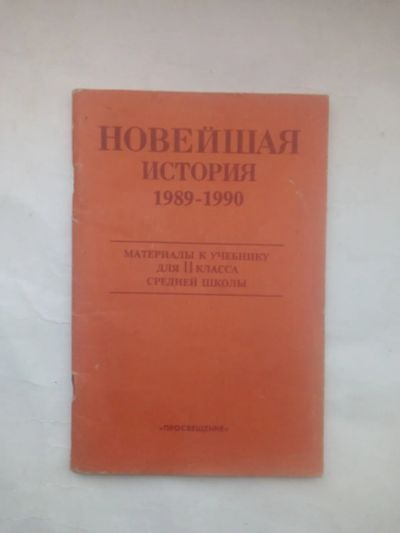 НОВЕЙШАЯ
ИСТОРИЯ
1989-1990
МАТЕРИАЛЫ К УЧЕБНИКУ
ДЛЯ 11 КЛАССА
СРЕДНЕЙ ШКОЛЫ
«ПРОСВЕЩЕНИЕ»